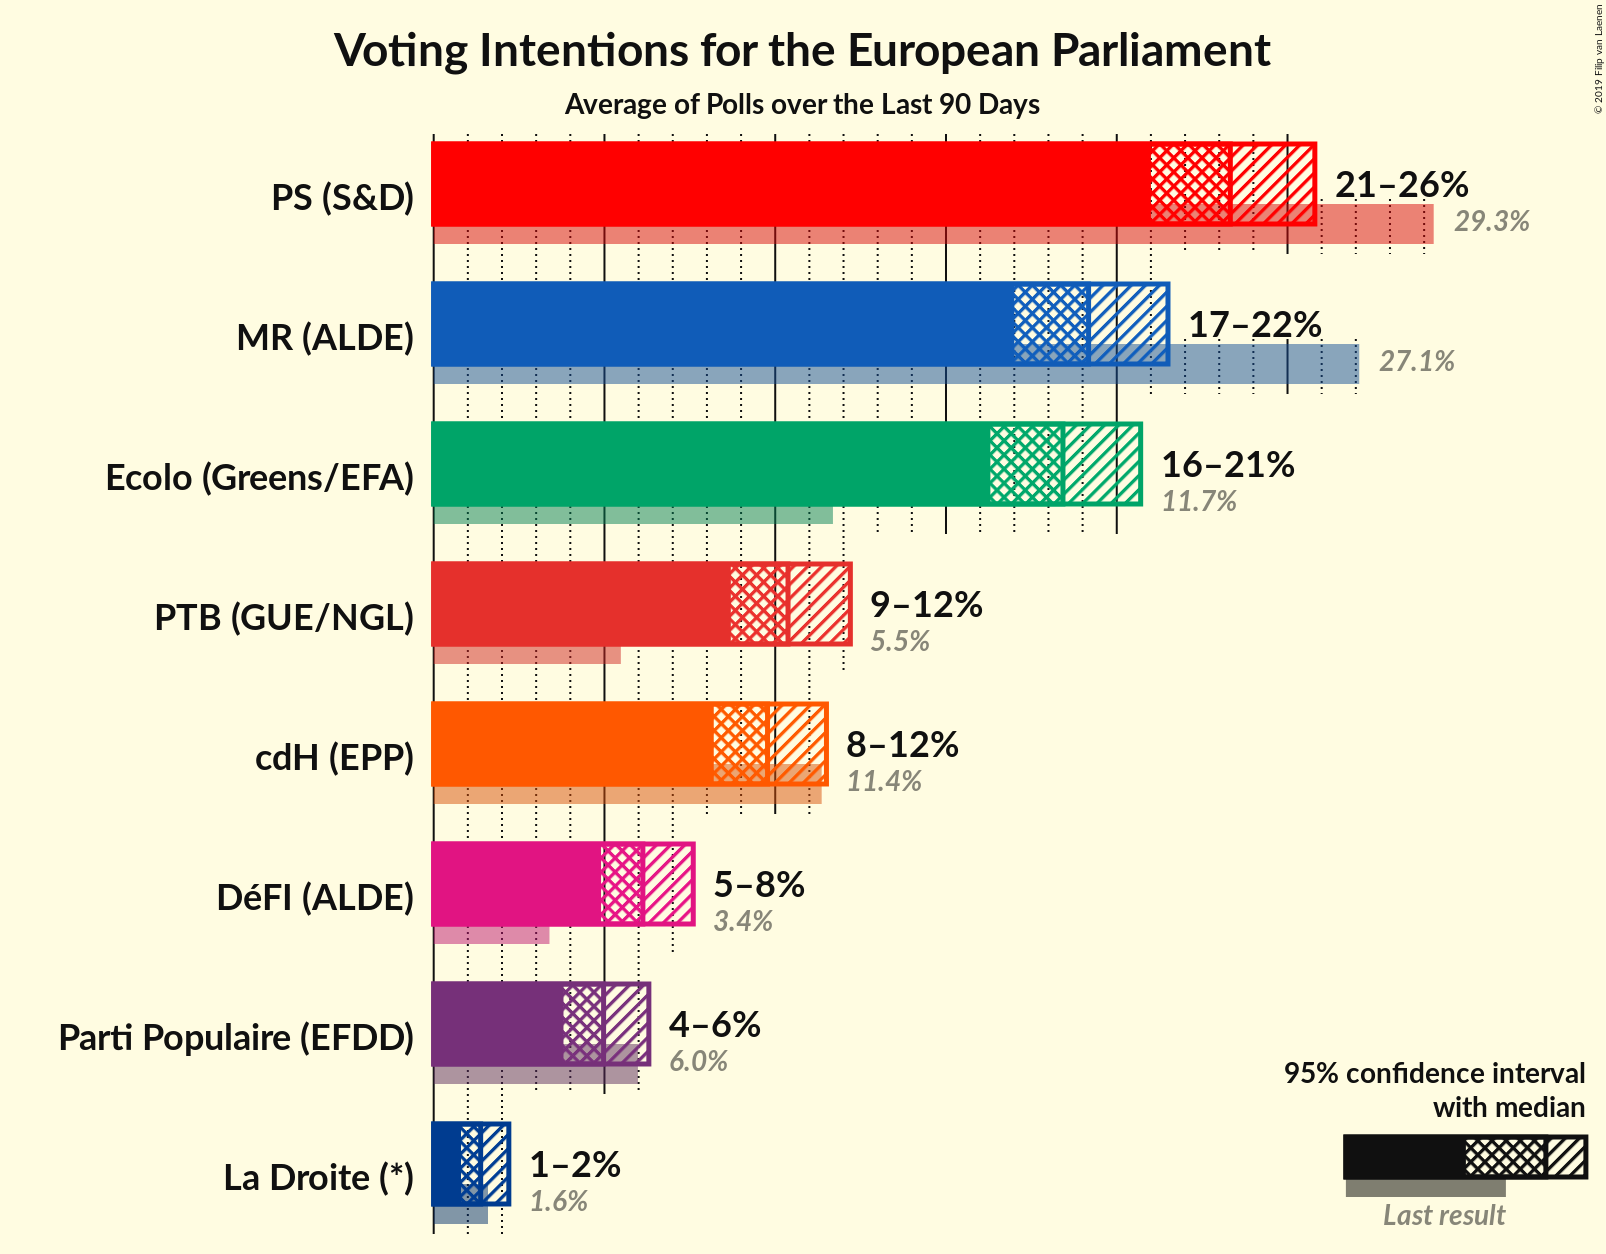 Voting Intentions for the European Parliament
Average of Polls over the Last 90 Days
© 2019 Filip van Laenen
PS (S&D)
21–26%
29.3%
MR (ALDE)
17–22%
27.1%
Ecolo (Greens/EFA)
16–21%
11.7%
PTB (GUE/NGL)
9–12%
5.5%
cdH (EPP)
8–12%
11.4%
DéFI (ALDE)
5–8%
3.4%
Parti Populaire (EFDD)
4–6%
6.0%
La Droite (*)
1–2%
1.6%
95% confidence interval
with median
Last result